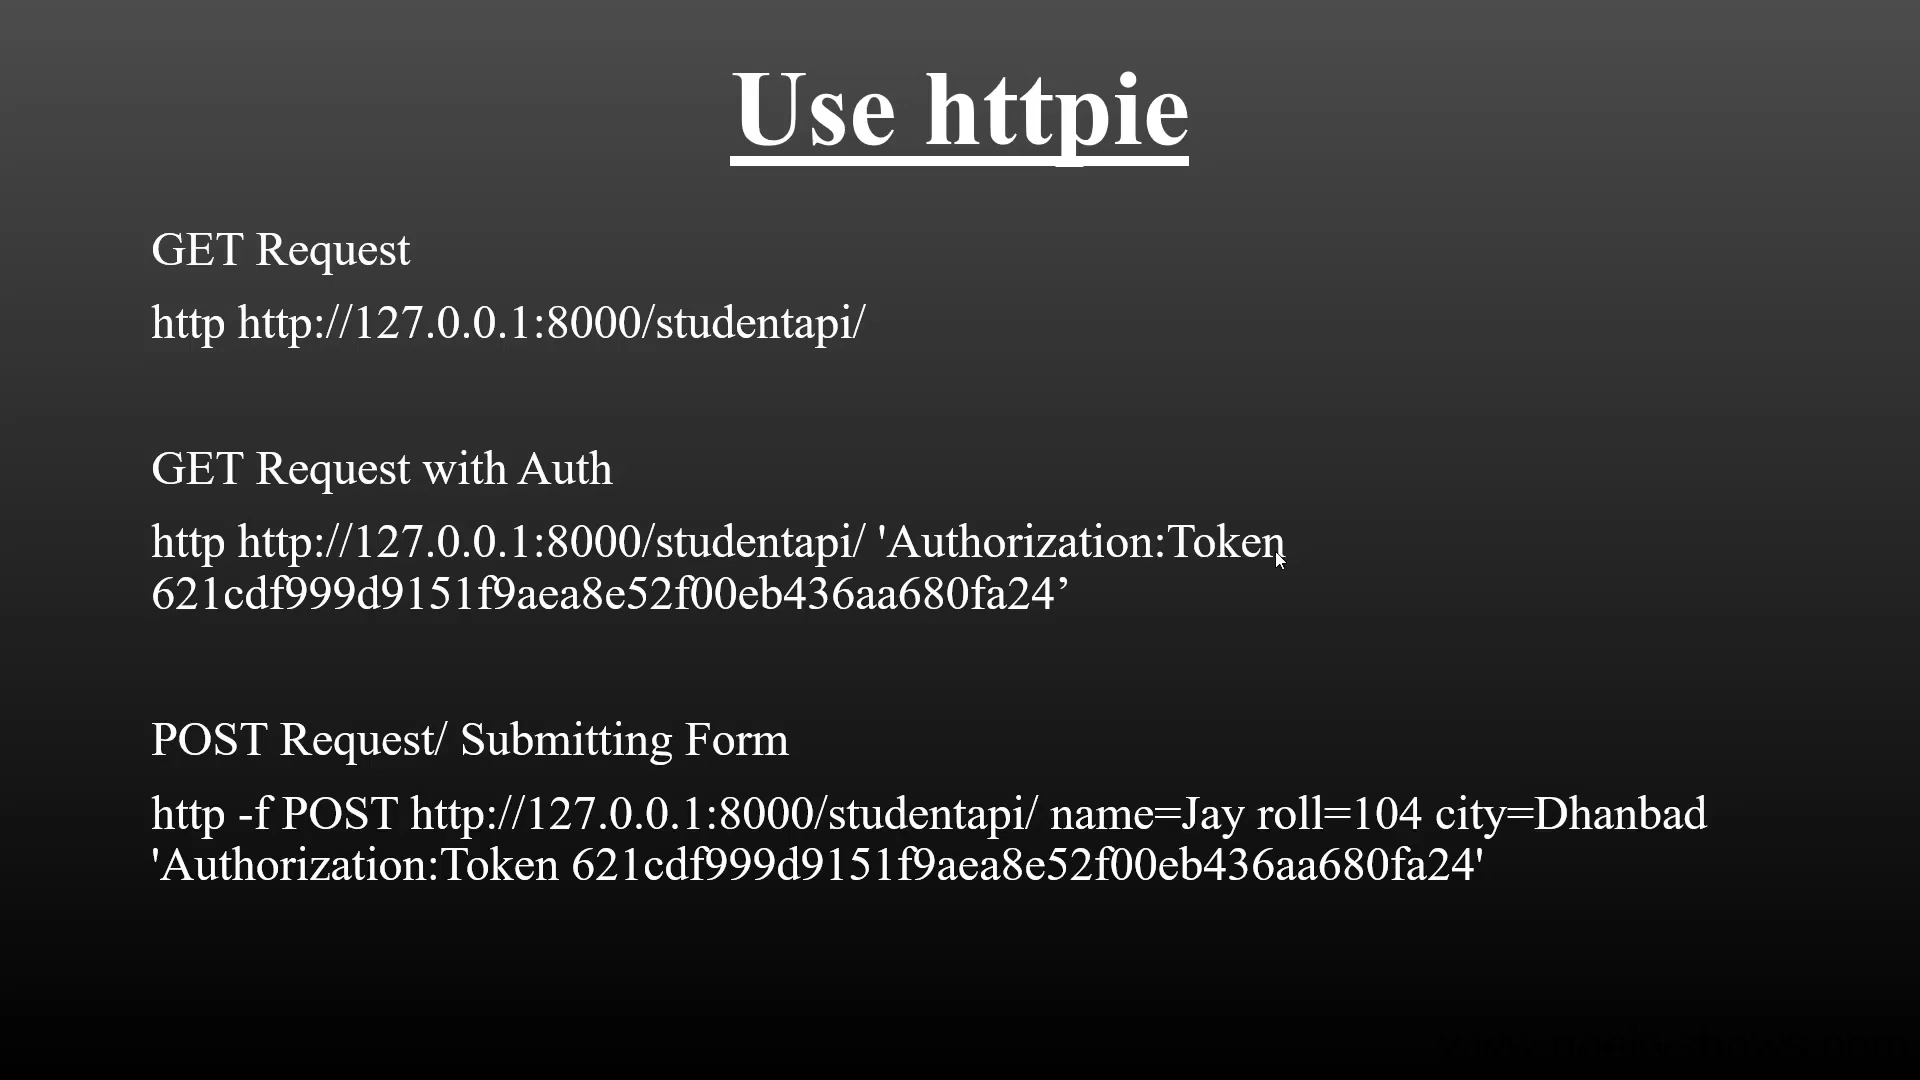 Use httpie
GET Request
http http://127.0.0.1:8000/studentapi/
GET Request with Auth
http http://127.0.0.1:8000/studentapi/ 'Authorization:Token
621cdf999d9151f9aea8e52f00eb436aa680fa24’
POST Request/ Submitting Form
http -f POST http://127.0.0.1:8000/studentapi/ name=Jay roll=104 city=Dhanbad
'Authorization:Token 621cdf999d9151f9aea8e52f00eb436aa680fa24'